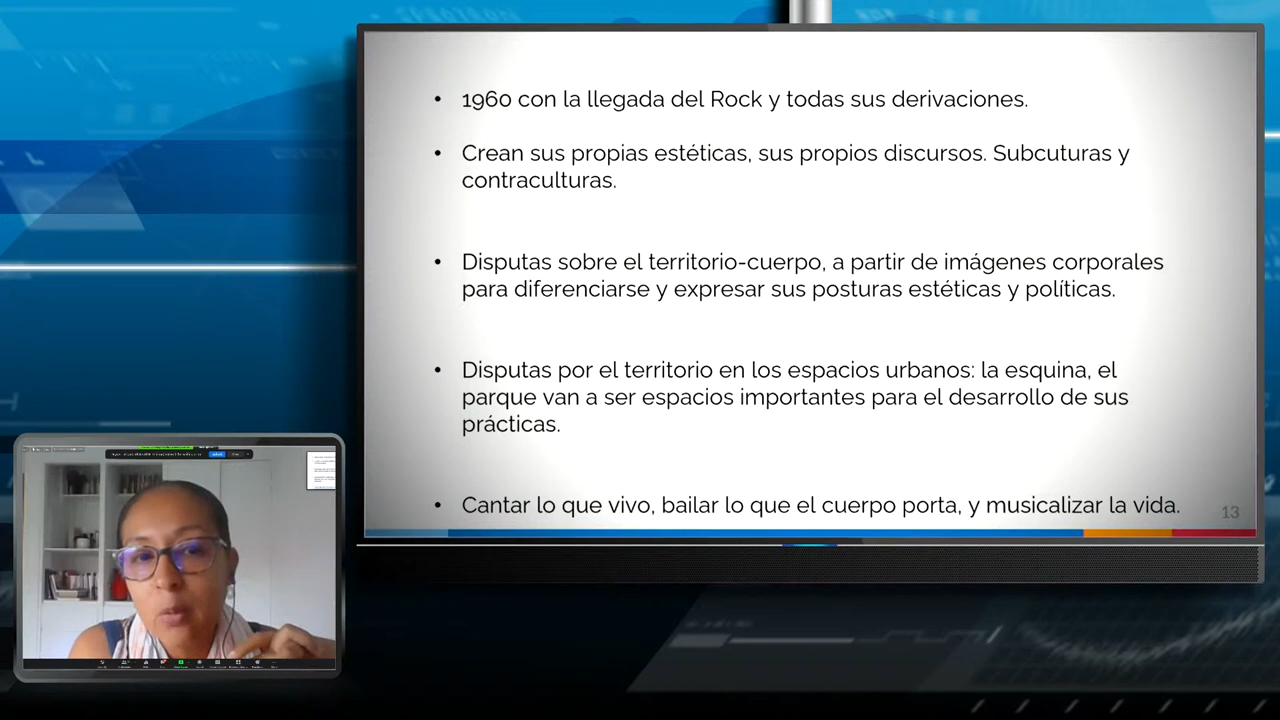 • 1960 con la llegada del Rock y todas sus derivaciones.
• Crean sus propias estéticas, sus propios discursos. Subcuturas y
contraculturas.
• Disputas sobre el territorio-cuerpo, a partir de imágenes corporales
para diferenciarse y expresar sus posturas estéticas y políticas.
• Disputas por el territorio en los espacios urbanos: la esquina, el
parque van a ser espacios importantes para el desarrollo de sus
prácticas.
• Cantar lo que vivo, bailar lo que el cuerpo porta, y musicalizar la vida.
13